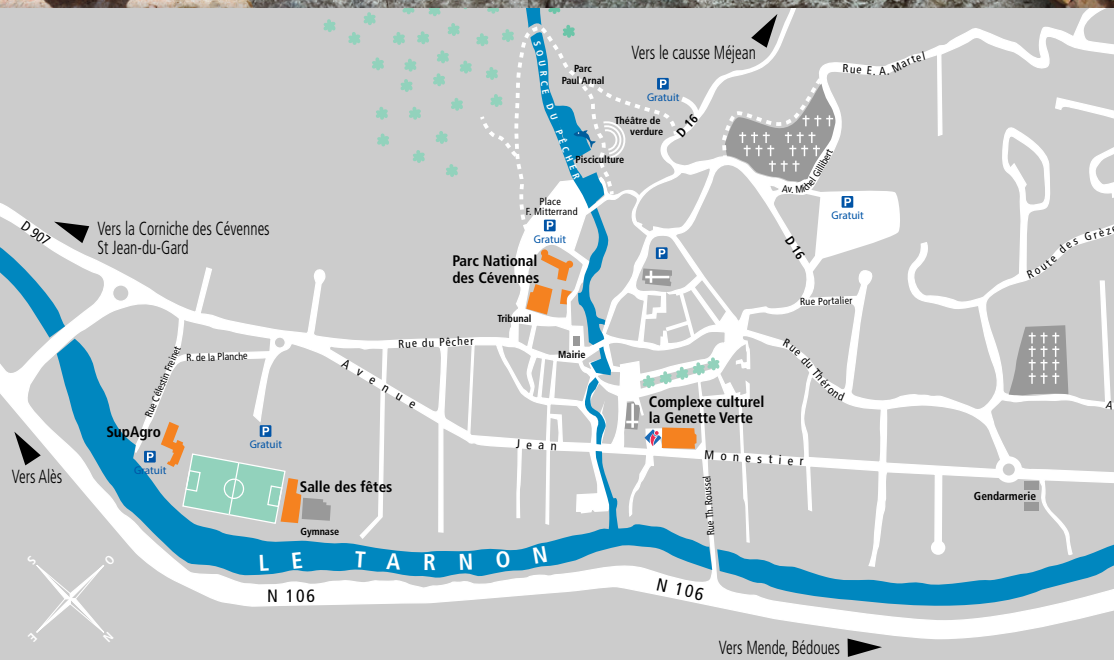 Vers le causse Méjean
Rue E. A. Martel
SOURCE DU PÊCHER
Parc
Paul Arnal
P
Gratuit
D 16
Théâtre de
verdure
Pisciculture
Av. Michel Gillibert
P
Gratuit
Place
F. Mitterrand
P
Gratuit
D 907
Vers la Corniche des Cévennes
St Jean-du-Gard
D 16
P
Route des Grèze
Parc National
des Cévennes
Tribunal
Rue Portalier
Rue du Pêcher
Mairie
Rue du Thérond
R. de la Planche
Rue Célestin Freinet
Avenue
Jean
Monestier
A
Complexe culturel
la Genette Verte
SupAgro
P
Gratuit
P
Gratuit
Vers Alès
Salle des fêtes
Gymnase
Rue Th. Roussel
Gendarmerie
LE TARNON
N 106
N 106
S
O
E
N
Vers Mende, Bédoues